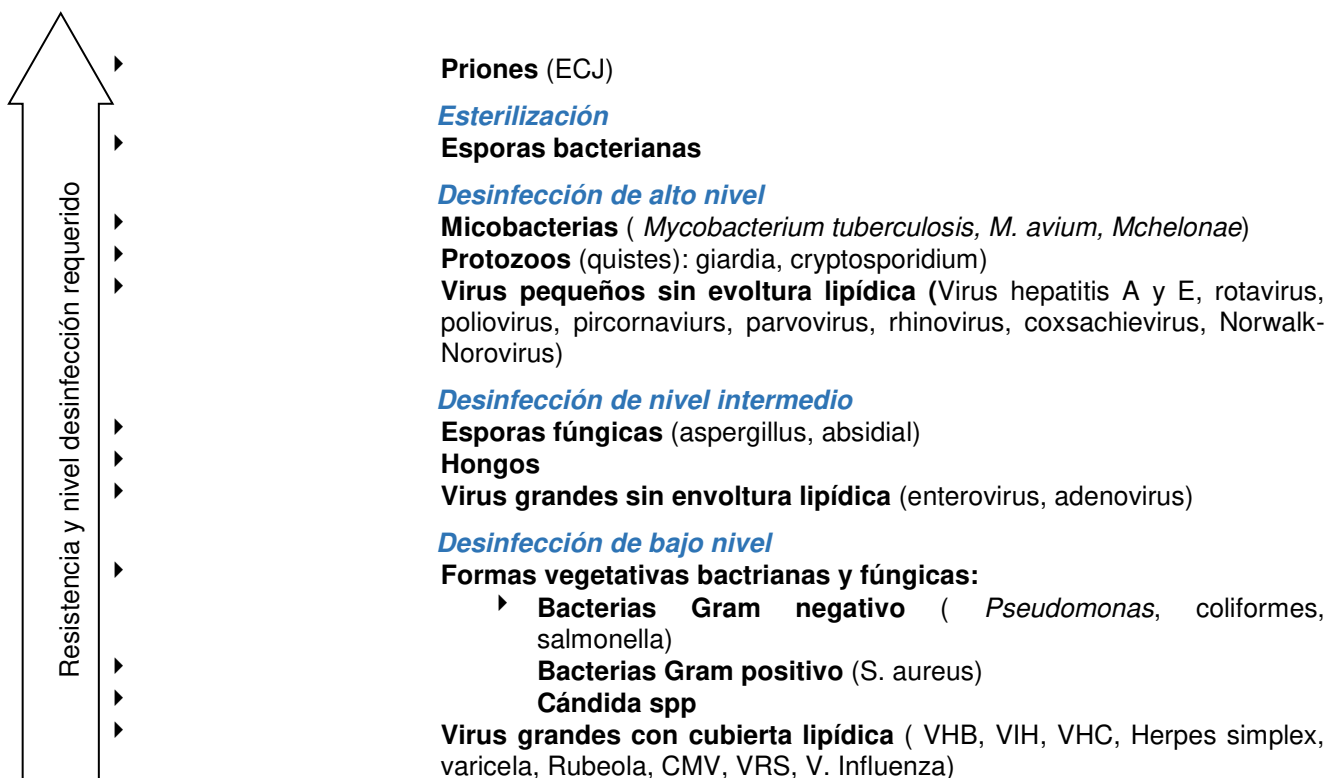 Resistencia y nivel desinfección requerido
Priones (ECJ)
Esterilización
Esporas bacterianas
Desinfección de alto nivel
Micobacterias ( Mycobacterium tuberculosis, M. avium, Mchelonae)
Protozoos (quistes): giardia, cryptosporidium)
Virus pequeños sin evoltura lipídica (Virus hepatitis A y E, rotavirus,
poliovirus, pircornaviurs, parvovirus, rhinovirus, coxsachievirus, Norwalk-
Norovirus)
Desinfección de nivel intermedio
Esporas fúngicas (aspergillus, absidial)
Hongos
Virus grandes sin envoltura lipídica (enterovirus, adenovirus)
Desinfección de bajo nivel
Formas vegetativas bactrianas y fúngicas:
Bacterias Gram negativo ( Pseudomonas, coliformes,
salmonella)
Bacterias Gram positivo (S. aureus)
Cándida spp
Virus grandes con cubierta lipídica ( VHB, VIH, VHC, Herpes simplex,
varicela, Rubeola, CMV, VRS, V. Influenza)